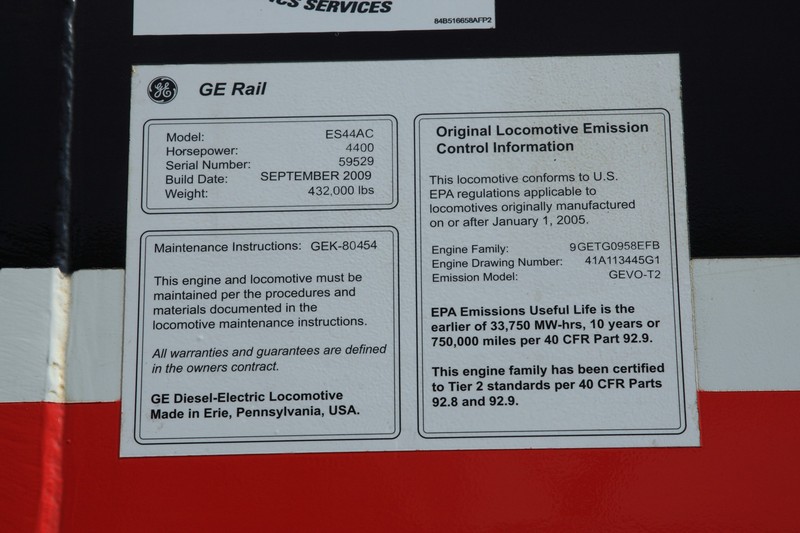 SERVICES
84B516658AFP2
GE Rail
Model: ES44AC
Horsepower: 4400
Serial Number: 59529
Build Date: SEPTEMBER 2009
Weight: 432,000 lbs
Maintenance Instructions: GEK-80454
This engine and locomotive must be
maintained per the procedures and
materials documented in the
locomotive maintenance instructions.
All warranties and guarantees are defined
in the owners contract.
GE Diesel-Electric Locomotive
Made in Erie, Pennsylvania, USA.
Original Locomotive Emission
Control Information
This locomotive conforms to U.S.
EPA regulations applicable to
locomotives originally manufactured
on or after January 1, 2005.
Engine Family: 9GETG0958EFB
Engine Drawing Number: 41A113445G1
Emission Model: GEVO-T2
EPA Emissions Useful Life is the
earlier of 33,750 MW-hrs, 10 years or
750,000 miles per 40 CFR Part 92.9.
This engine family has been certified
to Tier 2 standards per 40 CFR Parts
92.8 and 92.9.